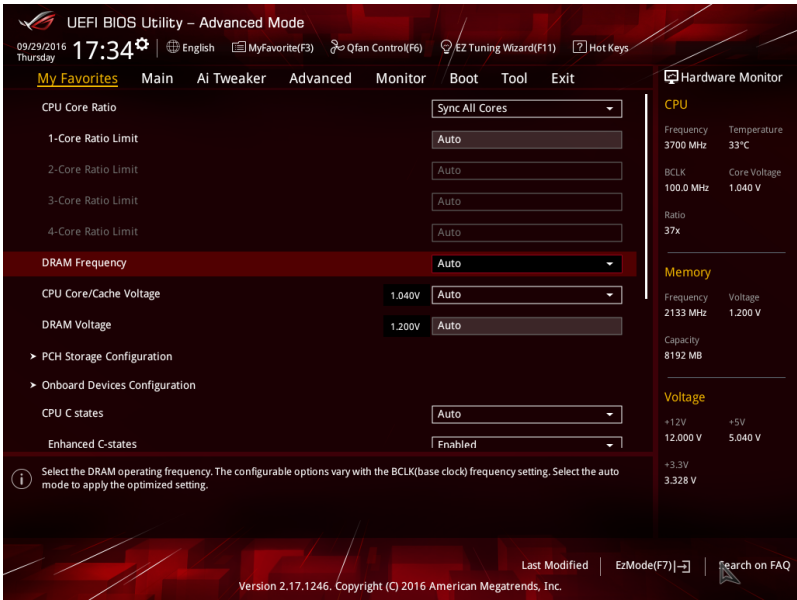 UEFI BIOS Utility – Advanced Mode
09/29/2016 Thursday 17:34 English MyFavorite(F3) Qfan Control(F6) EZ Tuning Wizard(F11) ? Hot Keys
My Favorites Main Ai Tweaker Advanced Monitor Boot Tool Exit
CPU Core Ratio Sync All Cores
1-Core Ratio Limit Auto
2-Core Ratio Limit Auto
3-Core Ratio Limit Auto
4-Core Ratio Limit Auto
DRAM Frequency Auto
CPU Core/Cache Voltage 1.040V Auto
DRAM Voltage 1.200V Auto
PCH Storage Configuration
Onboard Devices Configuration
CPU C states Auto
Enhanced C-states Enabled
Select the DRAM operating frequency. The configurable options vary with the BCLK(base clock) frequency setting. Select the auto
mode to apply the optimized setting.
Hardware Monitor
CPU
Frequency Temperature
3700 MHz 33°C
BCLK Core Voltage
100.0 MHz 1.040 V
Ratio
37x
Memory
Frequency Voltage
2133 MHz 1.200 V
Capacity
8192 MB
Voltage
+12V +5V
12.000 V 5.040 V
+3.3V
3.328 V
Last Modified EzMode(F7) Search on FAQ
Version 2.17.1246. Copyright (C) 2016 American Megatrends, Inc.